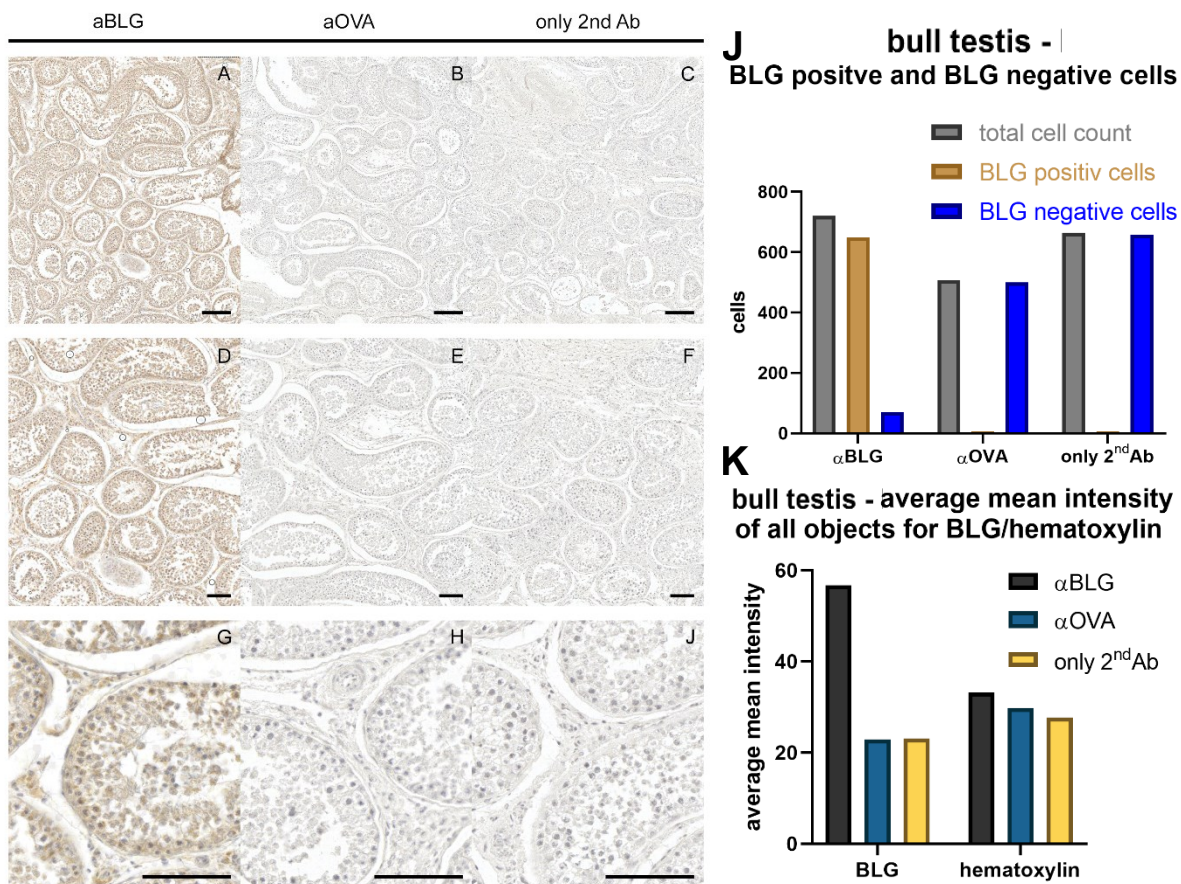 aBLG
aOVA
only 2nd Ab
A
B
C
D
E
F
G
H
J
J
bull testis -
BLG positve and BLG negative cells
total cell count
BLG positiv cells
BLG negative cells
800
600
400
200
0
cells
αBLG
αOVA
only 2ndAb
K
bull testis - average mean intensity
of all objects for BLG/hematoxylin
αBLG
αOVA
only 2ndAb
60
40
20
0
average mean intensity
BLG
hematoxylin